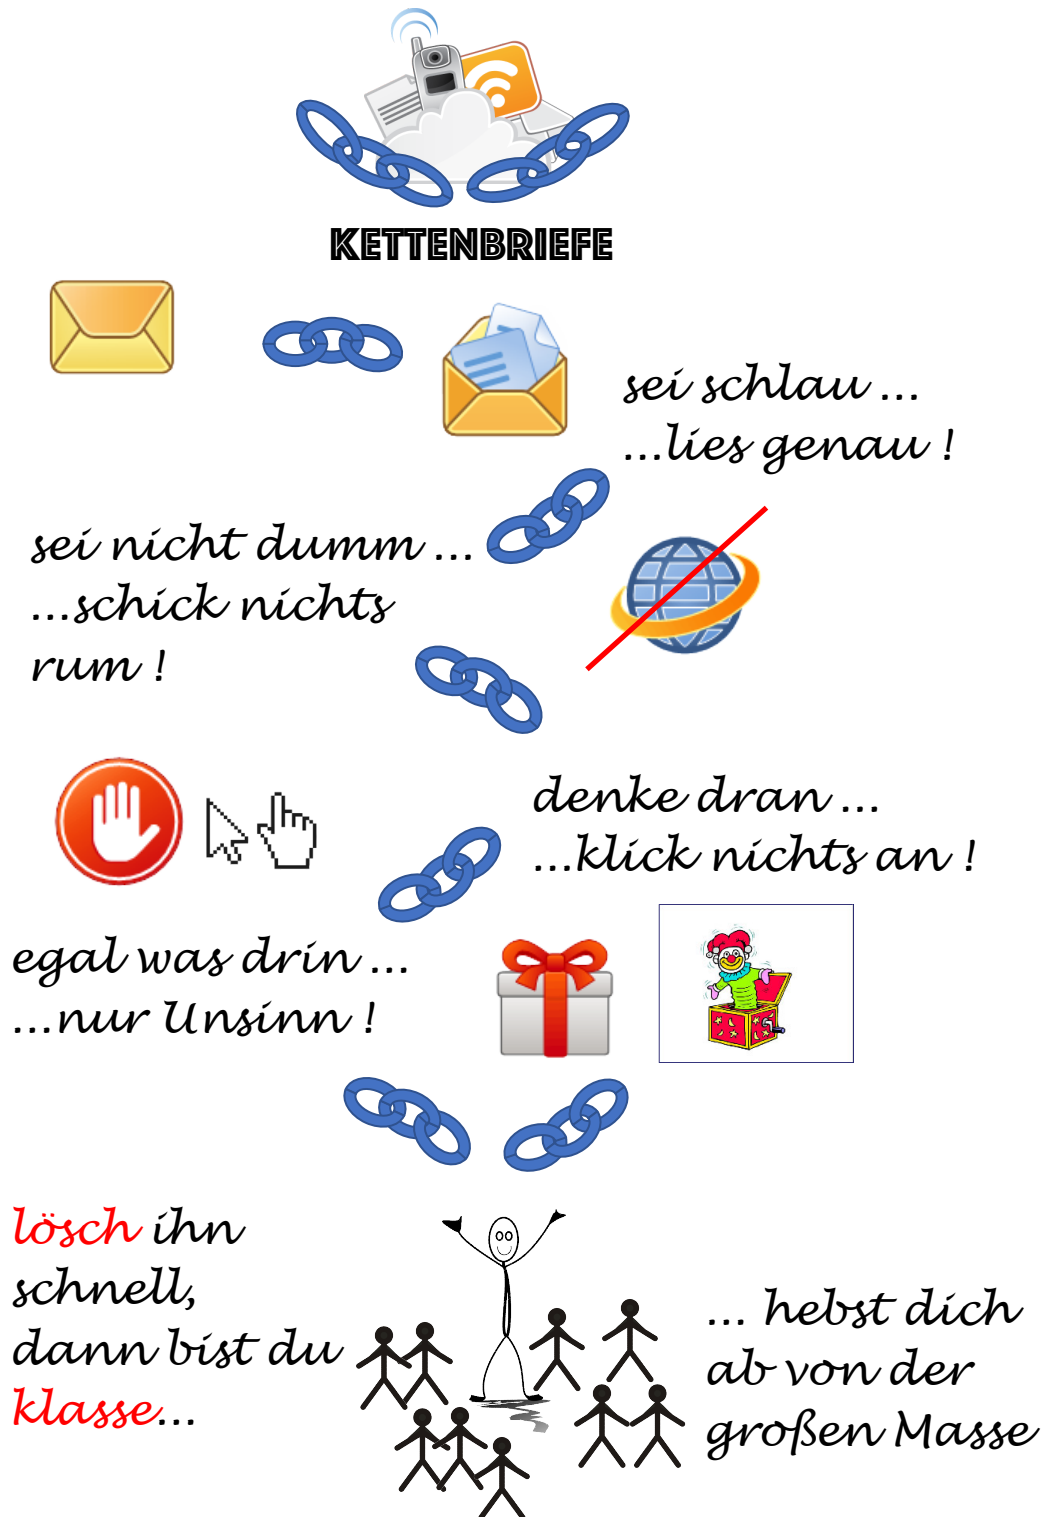 KETTENBRIEFE
sei schlau ...
...lies genau !
sei nicht dumm ...
...schick nichts
rum !
denke dran ...
...klick nichts an !
egal was drin ...
...nur Unsinn !
lösch ihn
schnell,
dann bist du
klasse...
... hebst dich
ab von der
großen Masse